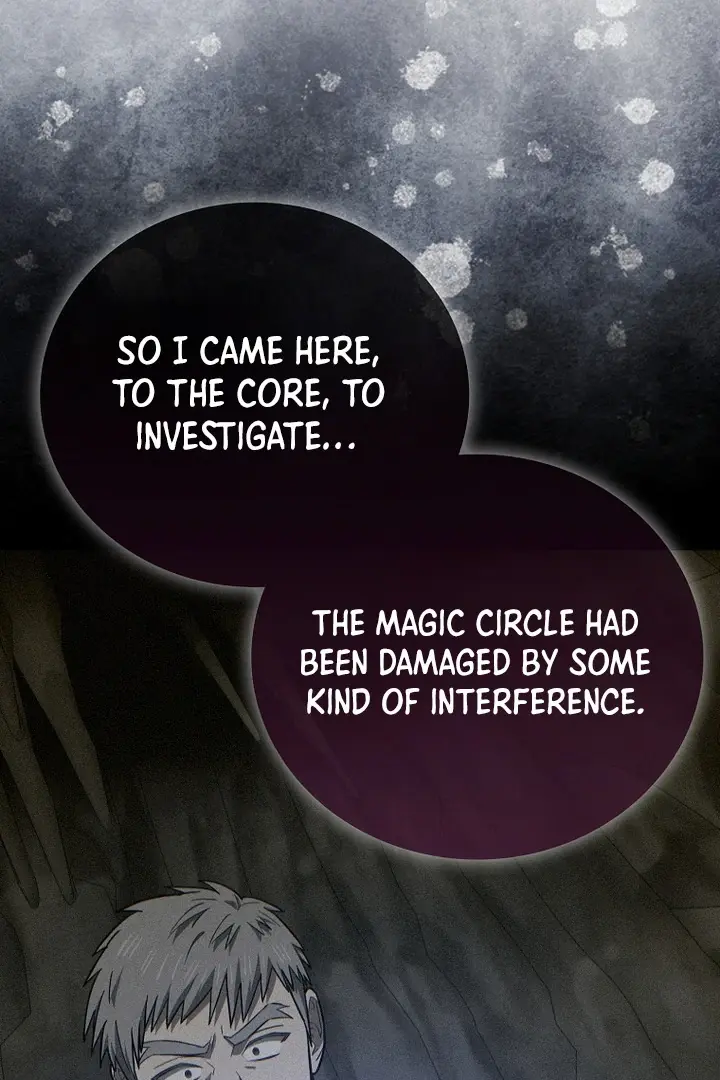 SO I CAME HERE,
TO THE CORE, TO
INVESTIGATE...
THE MAGIC CIRCLE HAD
BEEN DAMAGED BY SOME
KIND OF INTERFERENCE.